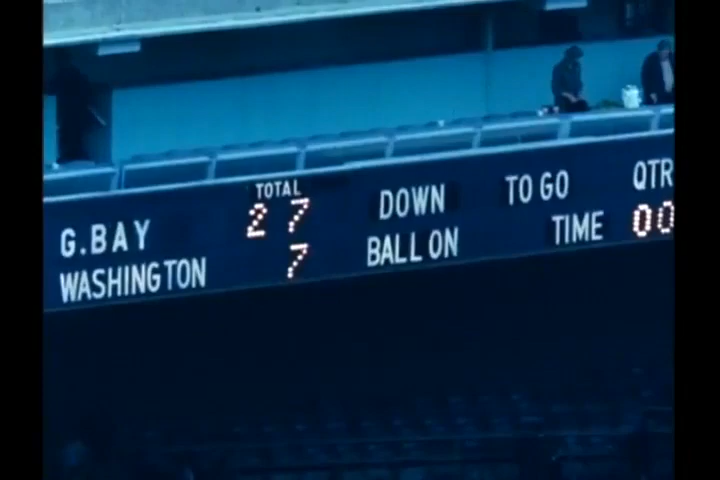 TOTAL DOWN TO GO QTR
G.BAY 27
WASHINGTON 7 BALL ON TIME 00